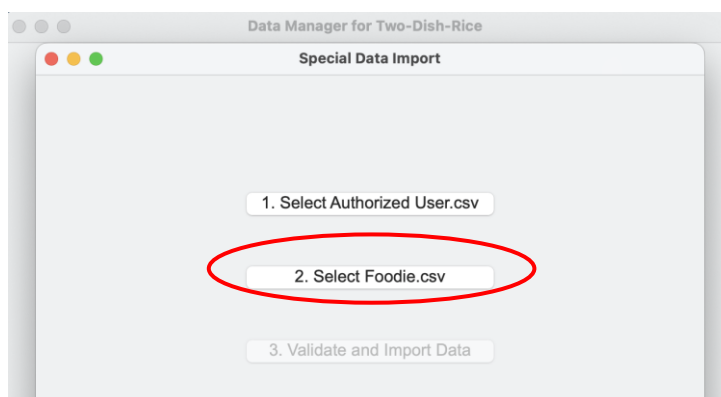 Data Manager for Two-Dish-Rice
Special Data Import
1. Select Authorized User.csv
2. Select Foodie.csv
3. Validate and Import Data